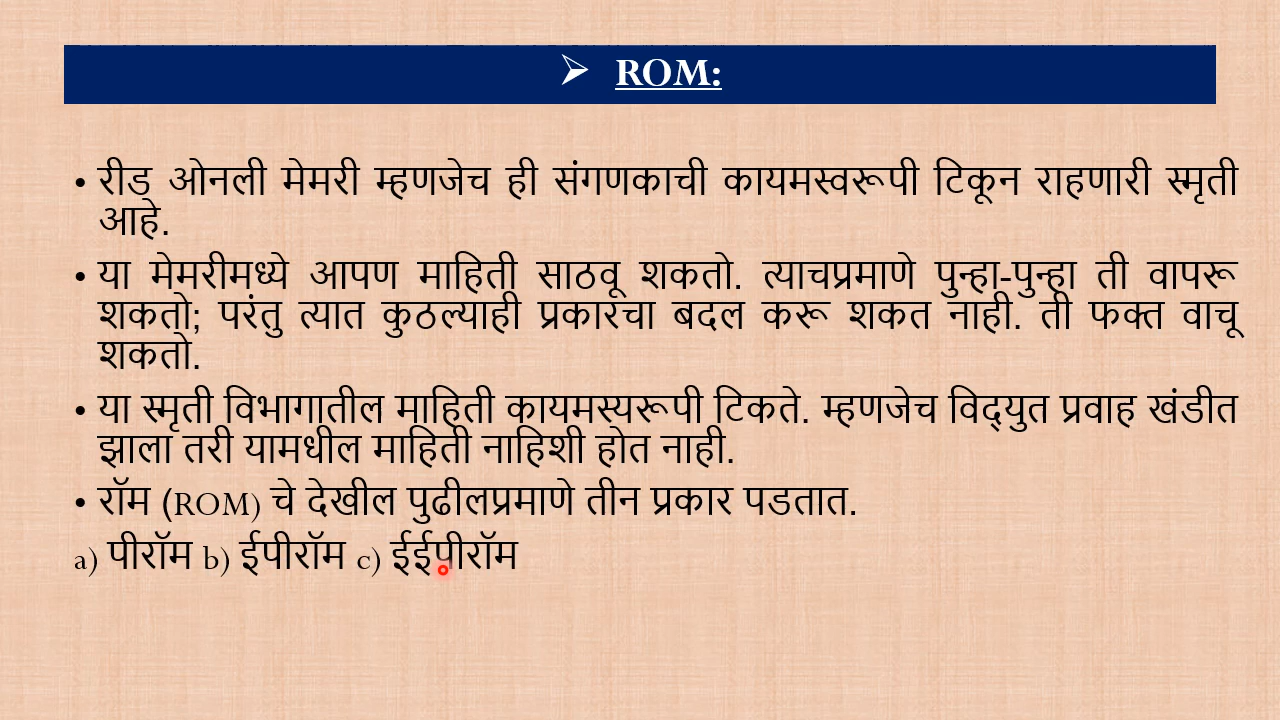 ➢ ROM:
• रीड ओनली मेमरी म्हणजेच ही संगणकाची कायमस्वरूपी टिकून राहणारी स्मृती
आहे.
• या मेमरीमध्ये आपण माहिती साठवू शकतो. त्याचप्रमाणे पुन्हा-पुन्हा ती वापरू
शकतो; परंतु त्यात कुठल्याही प्रकारचा बदल करू शकत नाही. ती फक्त वाचू
शकतो.
• या स्मृती विभागातील माहिती कायमस्यरूपी टिकते. म्हणजेच विद्‌युत प्रवाह खंडीत
झाला तरी यामधील माहिती नाहिशी होत नाही.
• रॉम (ROM) चे देखील पुढीलप्रमाणे तीन प्रकार पडतात.
a) पीरॉम b) ईपीरॉम c) ईईपीरॉम